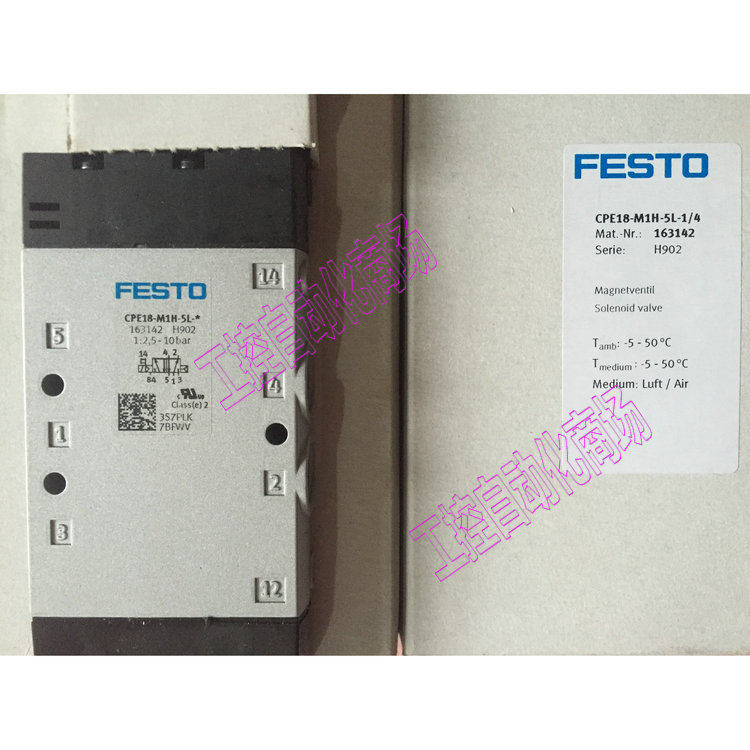 FESTO
CPE18-M1H-5L-*
163142 H902
1:2,5-10bar
14 4 2
84 5 1 3
c UL us
Class(e) 2
3S7PLK
7BFWV
14
5
4
1
2
3
12
FESTO
CPE18-M1H-5L-1/4
Mat.-Nr.: 163142
Serie: H902
Magnetventil
Solenoid valve
Tamb: -5 - 50 °C
Tmedium: -5 - 50 °C
Medium: Luft / Air
工控自动化商场
工控自动化商场